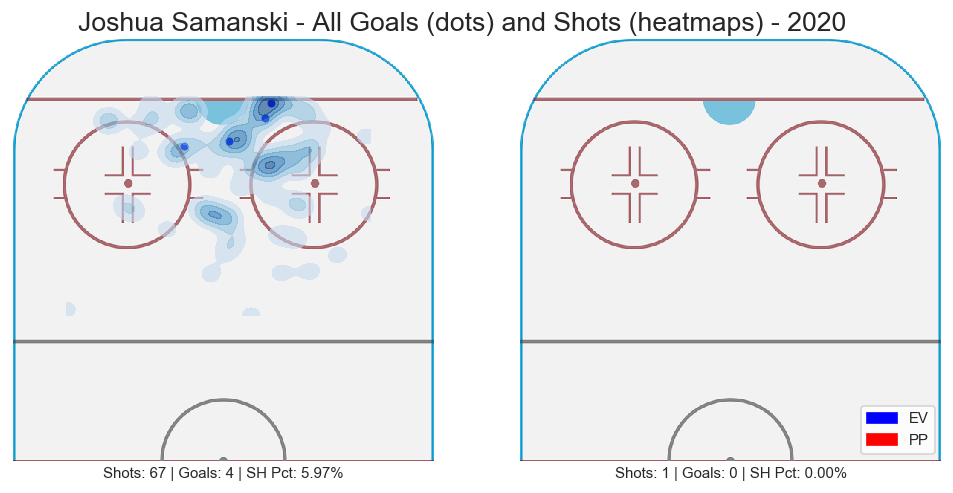 Joshua Samanski - All Goals (dots) and Shots (heatmaps) - 2020
EV
PP
Shots: 67 | Goals: 4 | SH Pct: 5.97%
Shots: 1 | Goals: 0 | SH Pct: 0.00%